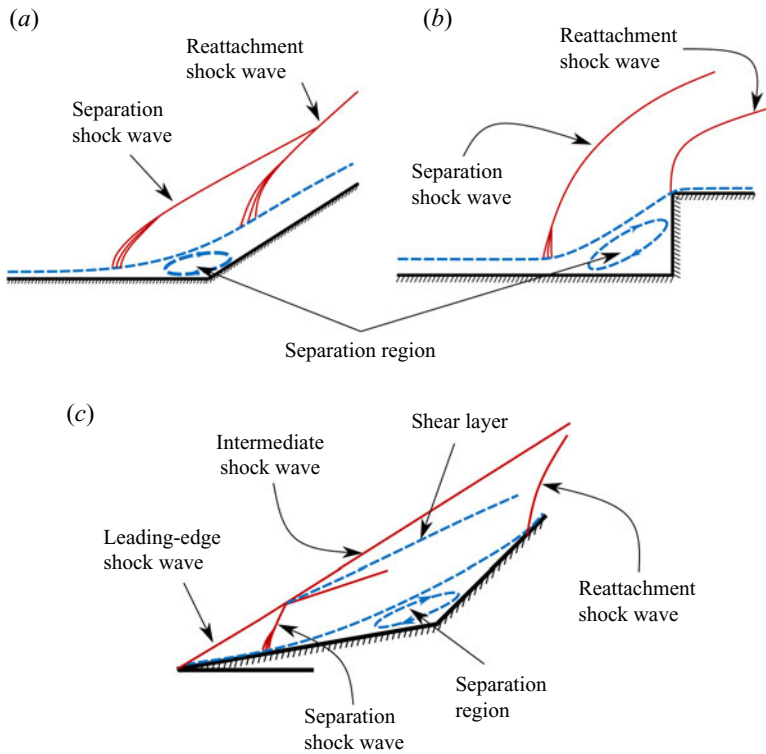 (a)
Reattachment
shock wave
Separation
shock wave
(b)
Reattachment
shock wave
Separation
shock wave
Separation region
(c)
Shear layer
Intermediate
shock wave
Leading-edge
shock wave
Reattachment
shock wave
Separation
shock wave
Separation
region